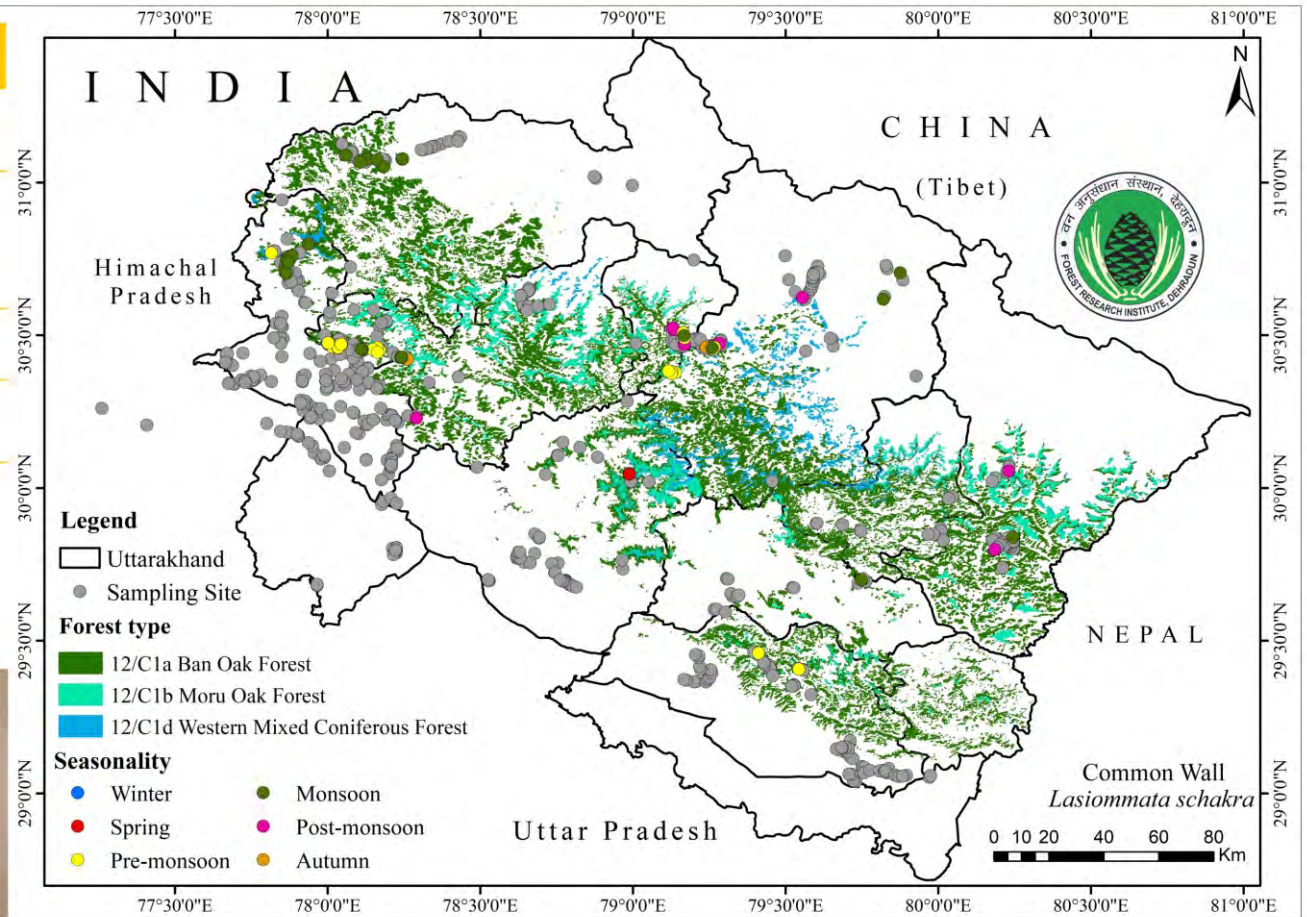 77°30'0"E 78°0'0"E 78°30'0"E 79°0'0"E 79°30'0"E 80°0'0"E 80°30'0"E 81°0'0"E
N
INDIA
CHINA
(Tibet)
31°0'0"N
31°0'0"N
वन अनुसंधान संस्थान, देहरादून
FOREST RESEARCH INSTITUTE, DEHRADUN
Himachal
Pradesh
30°30'0"N
30°30'0"N
30°0'0"N
30°0'0"N
Legend
Uttarakhand
Sampling Site
Forest type
12/C1a Ban Oak Forest
12/C1b Moru Oak Forest
12/C1d Western Mixed Coniferous Forest
29°30'0"N
29°30'0"N
NEPAL
Seasonality
Winter
Spring
Pre-monsoon
Monsoon
Post-monsoon
Autumn
29°0'0"N
29°0'0"N
Uttar Pradesh
Common Wall
Lasiommata schakra
0 10 20 40 60 80
Km
77°30'0"E 78°0'0"E 78°30'0"E 79°0'0"E 79°30'0"E 80°0'0"E 80°30'0"E 81°0'0"E